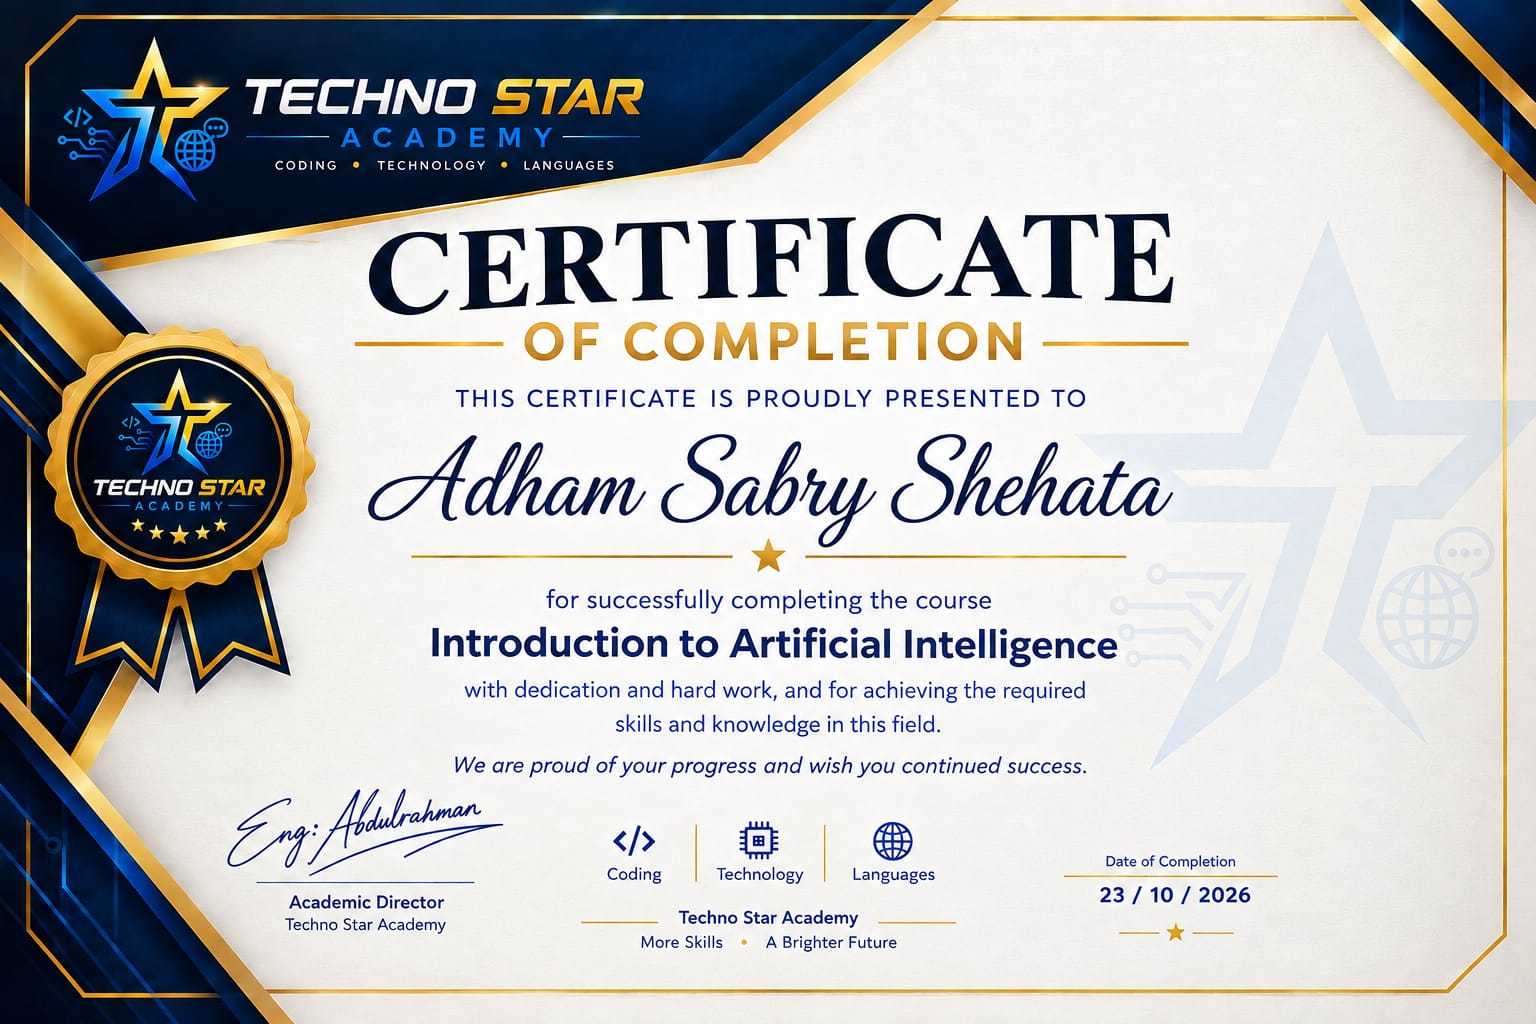 TECHNO STAR
ACADEMY
CODING • TECHNOLOGY • LANGUAGES
CERTIFICATE
OF COMPLETION
THIS CERTIFICATE IS PROUDLY PRESENTED TO
Adham Sabry Shehata
TECHNO STAR
ACADEMY
for successfully completing the course
Introduction to Artificial Intelligence
with dedication and hard work, and for achieving the required
skills and knowledge in this field.
We are proud of your progress and wish you continued success.
Eng: Abdulrahman
Academic Director
Techno Star Academy
</>
Coding
Technology
Languages
Techno Star Academy
More Skills • A Brighter Future
Date of Completion
23 / 10 / 2026